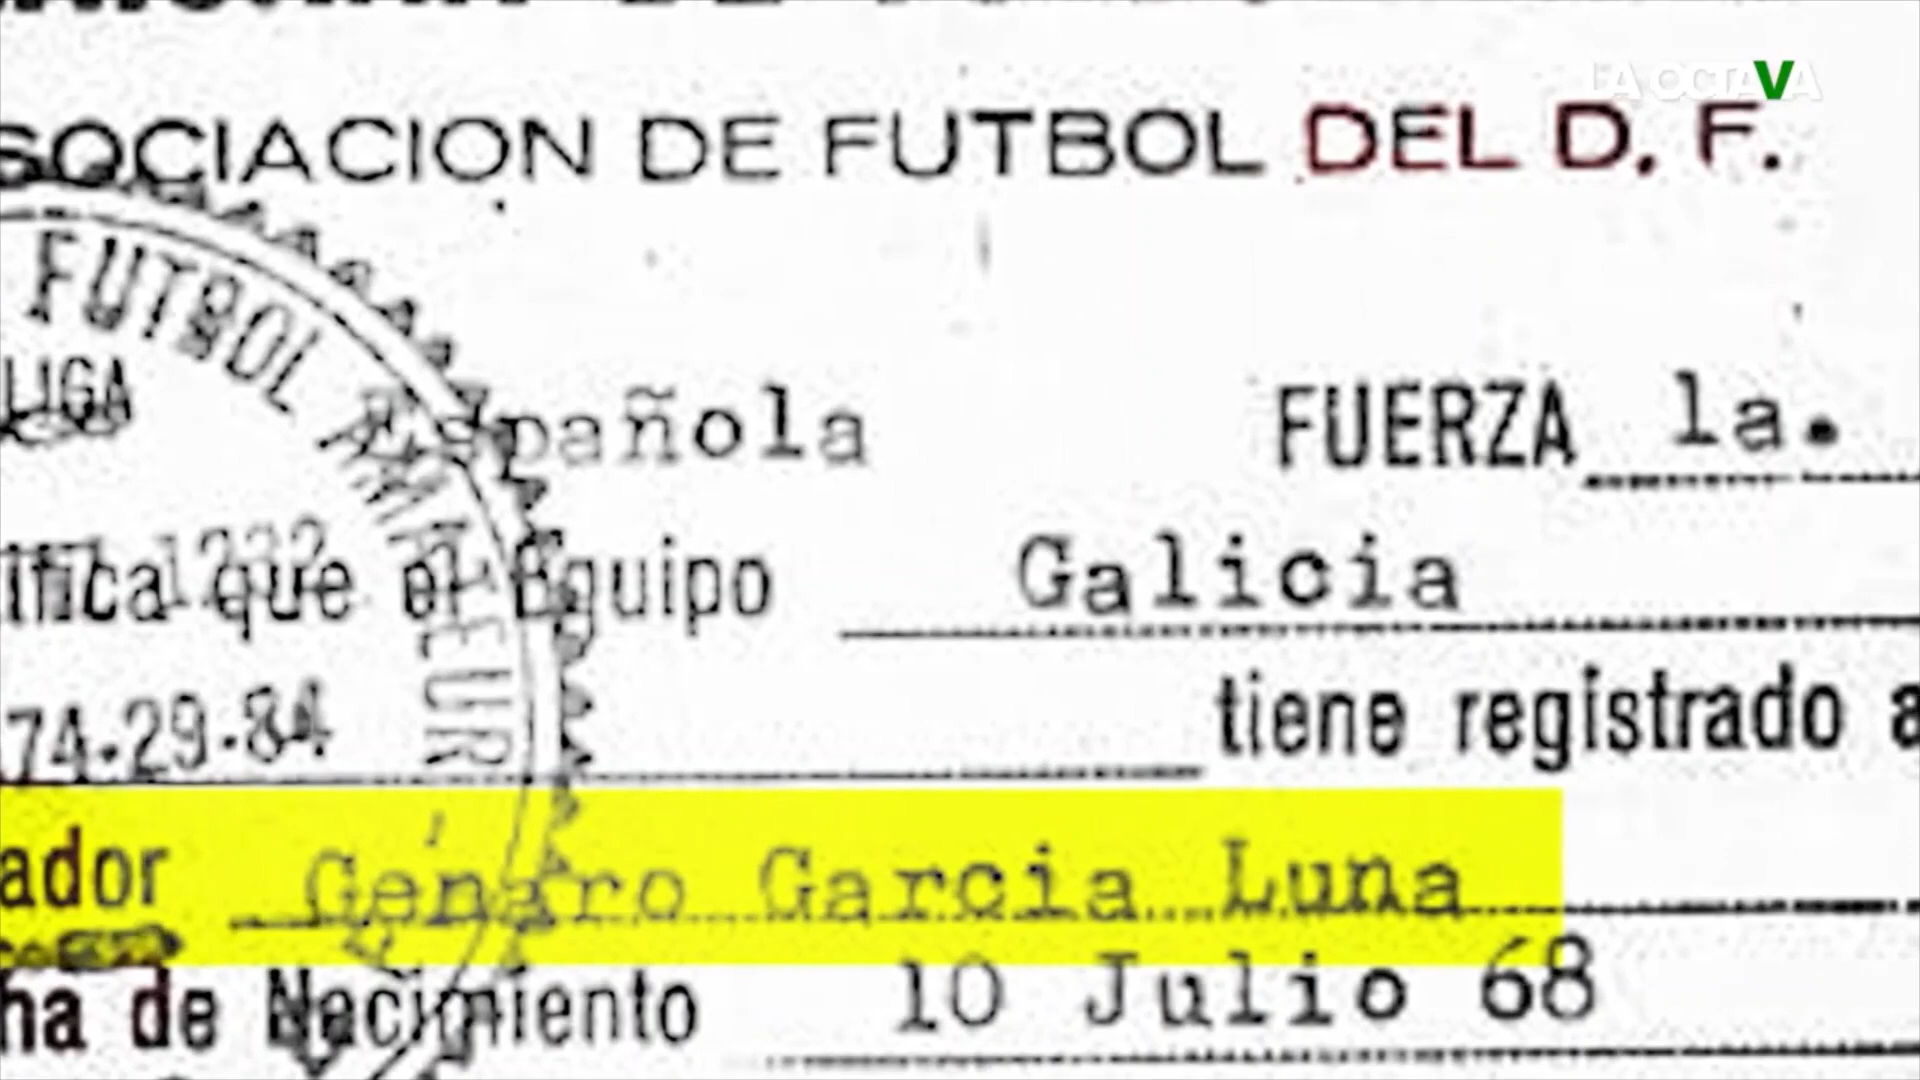 LA OCTAVA
SOCIACION DE FUTBOL DEL D. F.
FUTBOL AMATEUR
LIGA Española FUERZA 1a.
ifica que el Equipo Galicia
74-29-84 tiene registrado a
ador Genaro Garcia Luna
ha de Nacimiento 10 Julio 68